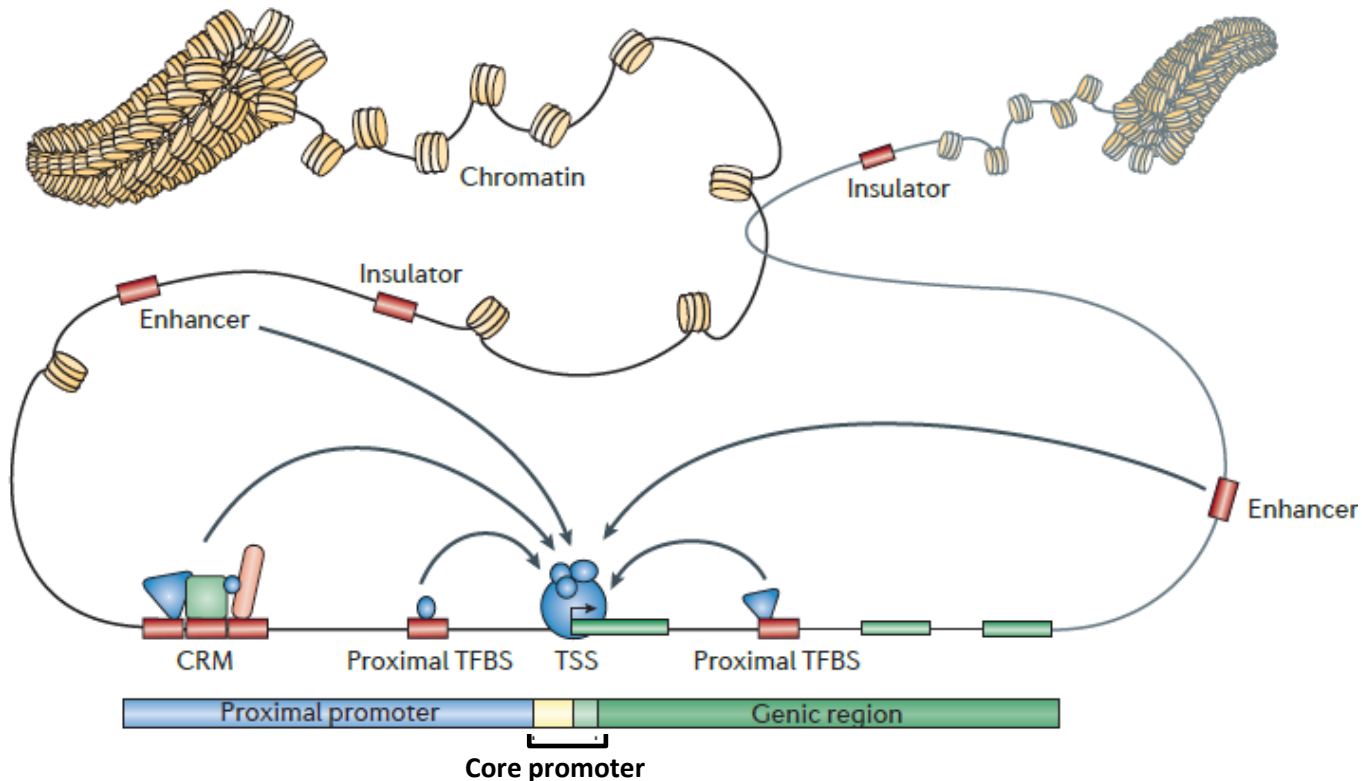 Chromatin
Insulator
Insulator
Enhancer
Enhancer
CRM
Proximal TFBS
TSS
Proximal TFBS
Proximal promoter
Genic region
Core promoter